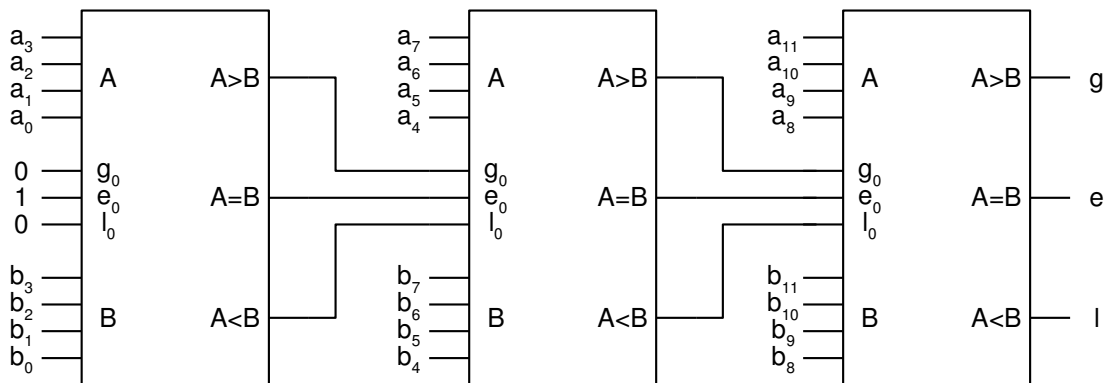 a3 a7 a11
a2 a6 a10
A A>B A A>B A A>B g
a1 a5 a9
a0 a4 a8
0 g0 g0 g0
1 e0 A=B e0 A=B e0 A=B e
0 l0 l0 l0
b3 b7 b11
b2 b6 b10
B A<B B A<B B A<B l
b1 b5 b9
b0 b4 b8